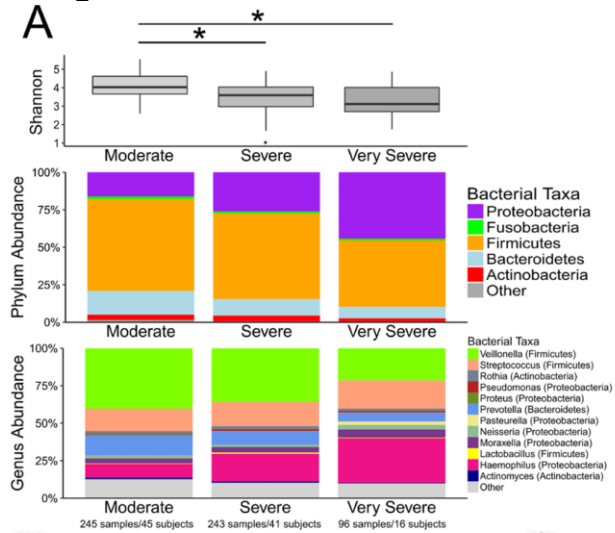 A
*
*
Shannon
5
4
3
2
1
Moderate Severe Very Severe
Phylum Abundance
100%
75%
50%
25%
0%
Moderate Severe Very Severe
Bacterial Taxa
Proteobacteria
Fusobacteria
Firmicutes
Bacteroidetes
Actinobacteria
Other
Genus Abundance
100%
75%
50%
25%
0%
Moderate Severe Very Severe
245 samples/45 subjects 243 samples/41 subjects 96 samples/16 subjects
Bacterial Taxa
Veillonella (Firmicutes)
Streptococcus (Firmicutes)
Rothia (Actinobacteria)
Pseudomonas (Proteobacteria)
Proteus (Proteobacteria)
Prevotella (Bacteroidetes)
Pasteurella (Proteobacteria)
Neisseria (Proteobacteria)
Moraxella (Proteobacteria)
Lactobacillus (Firmicutes)
Haemophilus (Proteobacteria)
Actinomyces (Actinobacteria)
Other